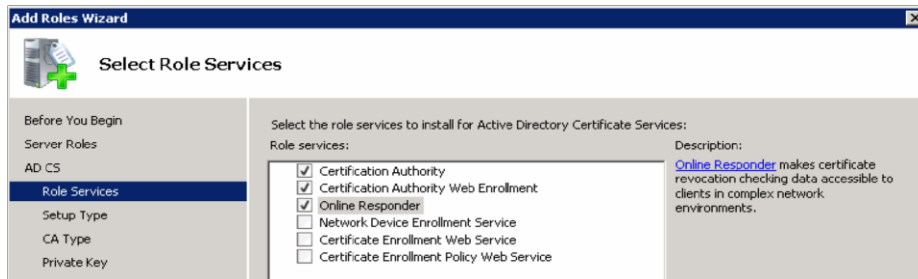 Add Roles Wizard
Select Role Services
Before You Begin
Server Roles
AD CS
Role Services
Setup Type
CA Type
Private Key
Select the role services to install for Active Directory Certificate Services:
Role services:
Certification Authority
Certification Authority Web Enrollment
Online Responder
Network Device Enrollment Service
Certificate Enrollment Web Service
Certificate Enrollment Policy Web Service
Description:
Online Responder makes certificate
revocation checking data accessible to
clients in complex network
environments.